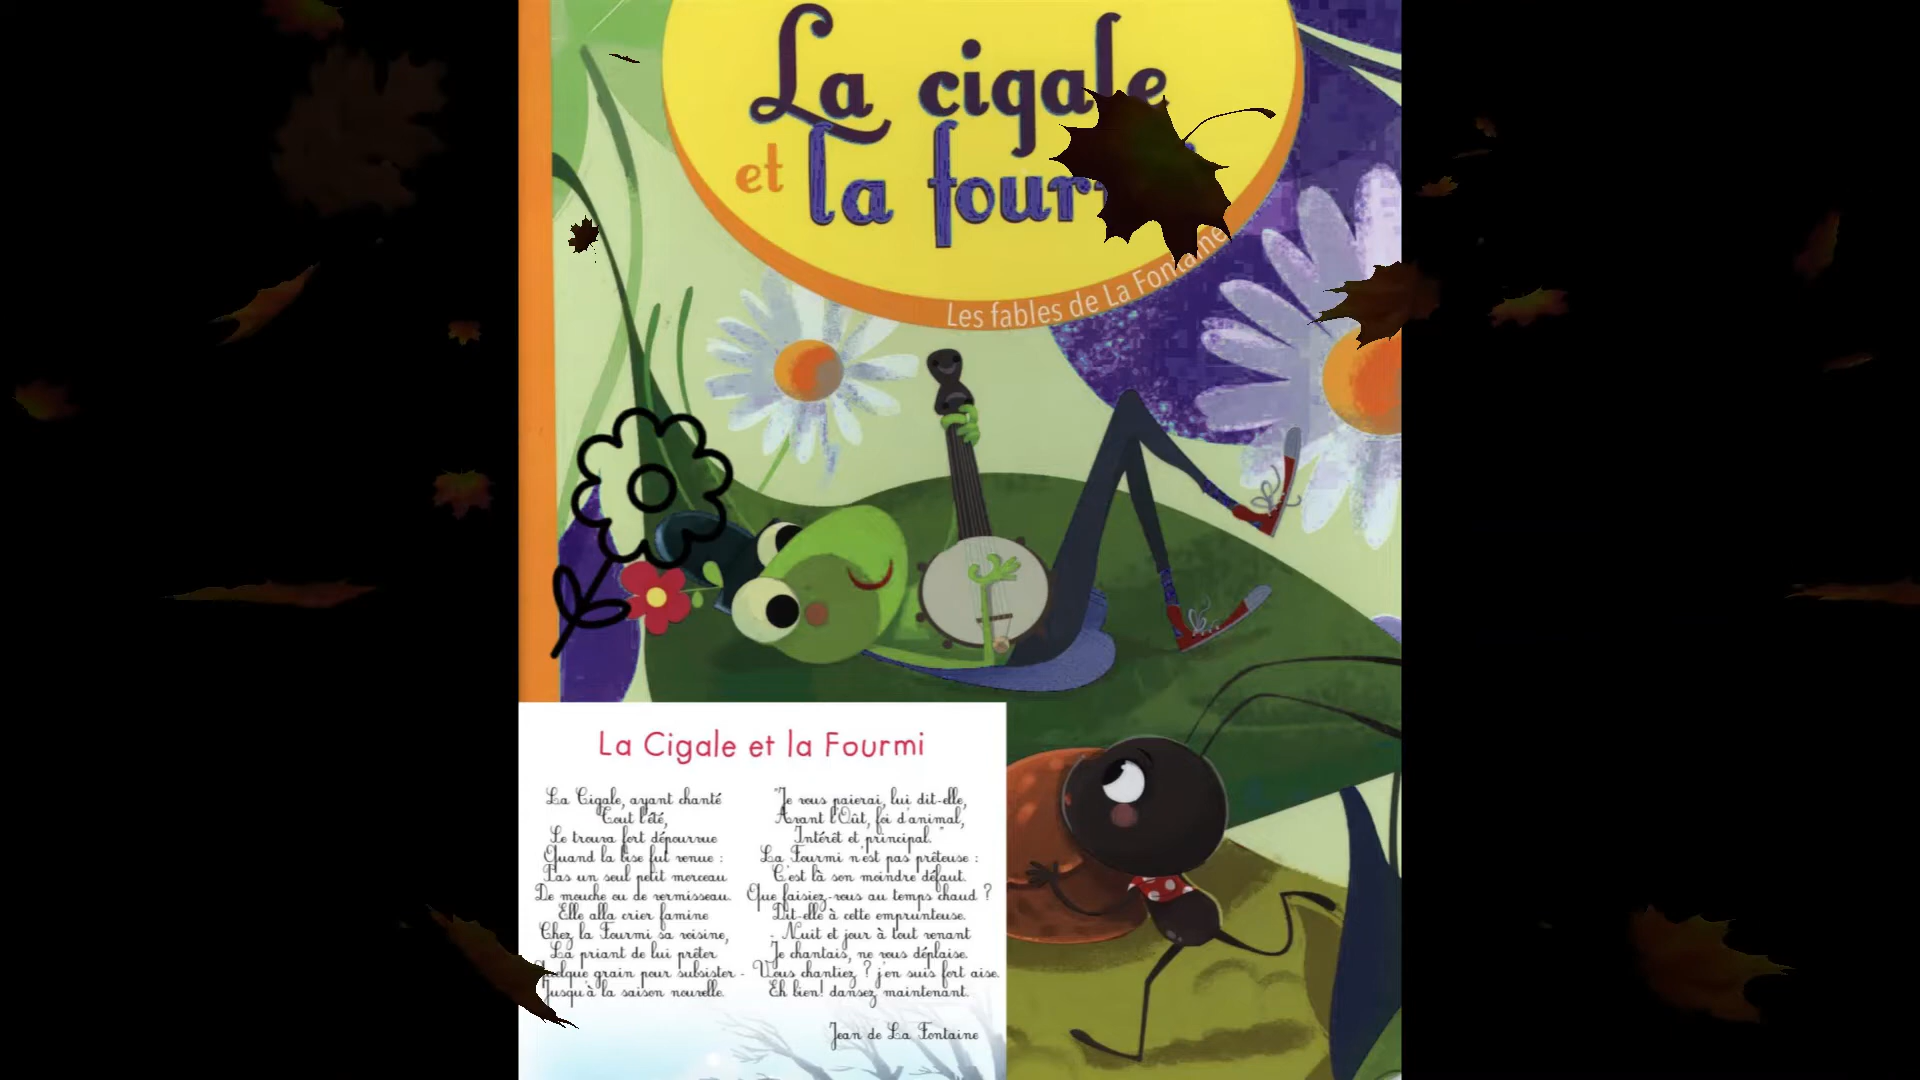 La cigale
et la four
Les fables de La Fontaine
La Cigale et la Fourmi
La Cigale, ayant chanté
Tout l'été,
Se trouva fort dépourvue
Quand la bise fut venue :
Pas un seul petit morceau
De mouche ou de vermisseau.
Elle alla crier famine
Chez la Fourmi sa voisine,
La priant de lui prêter
Quelque grain pour subsister -
Jusqu'à la saison nouvelle.
"Je vous paierai, lui dit-elle,
Avant l'Oût, foi d'animal,
Intérêt et principal. "
La Fourmi n'est pas prêteuse :
C'est là son moindre défaut.
Que faisiez-vous au temps chaud ?
Dit-elle à cette emprunteuse.
- Nuit et jour à tout venant
Je chantais, ne vous déplaise.
Vous chantiez ? j'en suis fort aise.
Eh bien! dansez maintenant.
Jean de La Fontaine